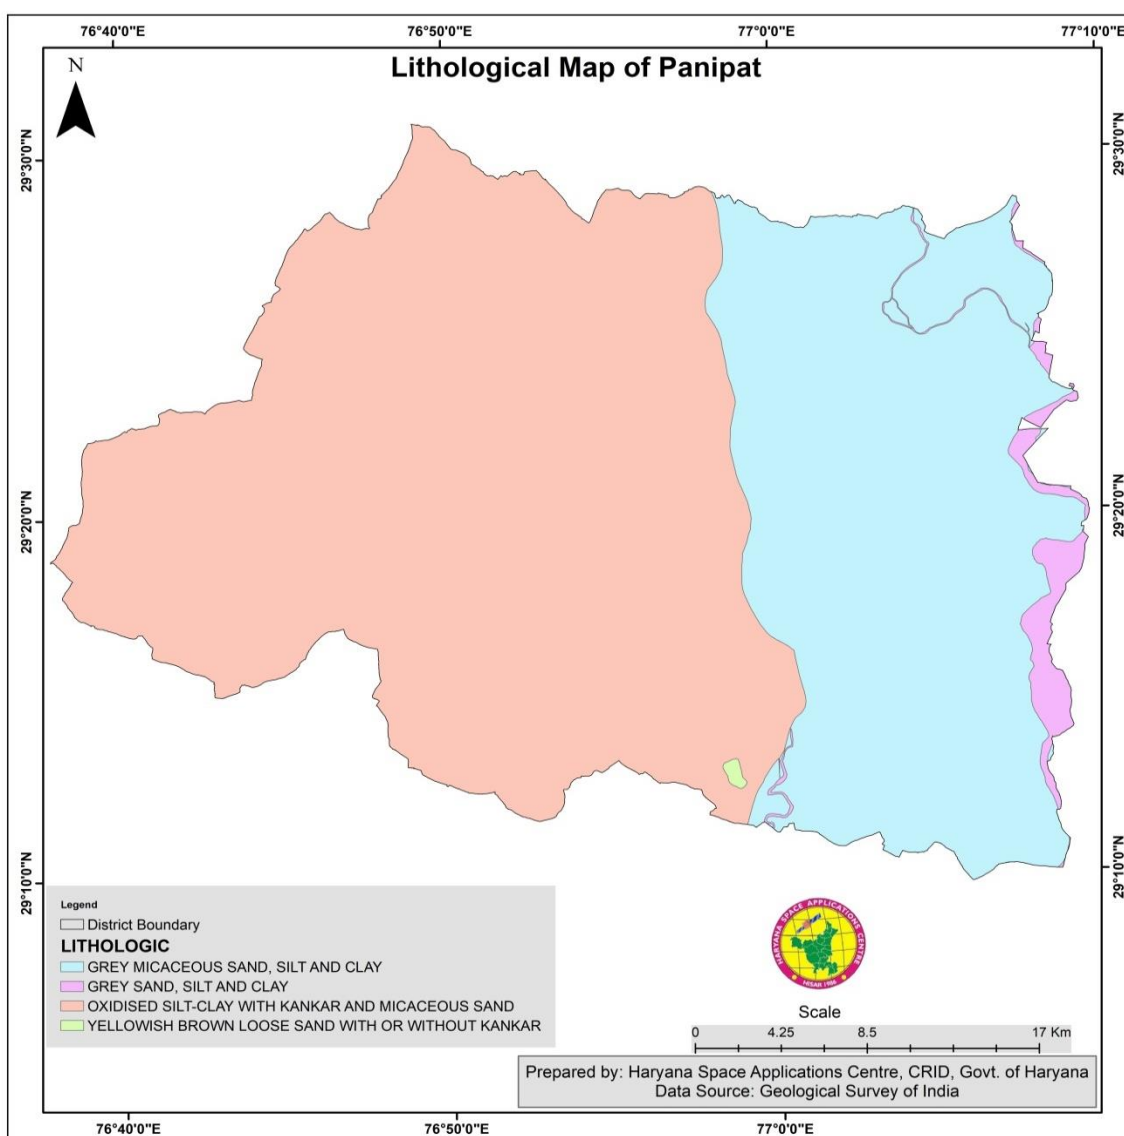 76°40'0"E
76°50'0"E
77°0'0"E
77°10'0"E
Lithological Map of Panipat
N
29°30'0"N
29°30'0"N
29°20'0"N
29°20'0"N
29°10'0"N
29°10'0"N
Legend
District Boundary
LITHOLOGIC
GREY MICACEOUS SAND, SILT AND CLAY
GREY SAND, SILT AND CLAY
OXIDISED SILT-CLAY WITH KANKAR AND MICACEOUS SAND
YELLOWISH BROWN LOOSE SAND WITH OR WITHOUT KANKAR
HARYANA SPACE APPLICATIONS CENTRE
HISAR 1986
Scale
0 4.25 8.5 17 Km
Prepared by: Haryana Space Applications Centre, CRID, Govt. of Haryana
Data Source: Geological Survey of India
76°40'0"E
76°50'0"E
77°0'0"E